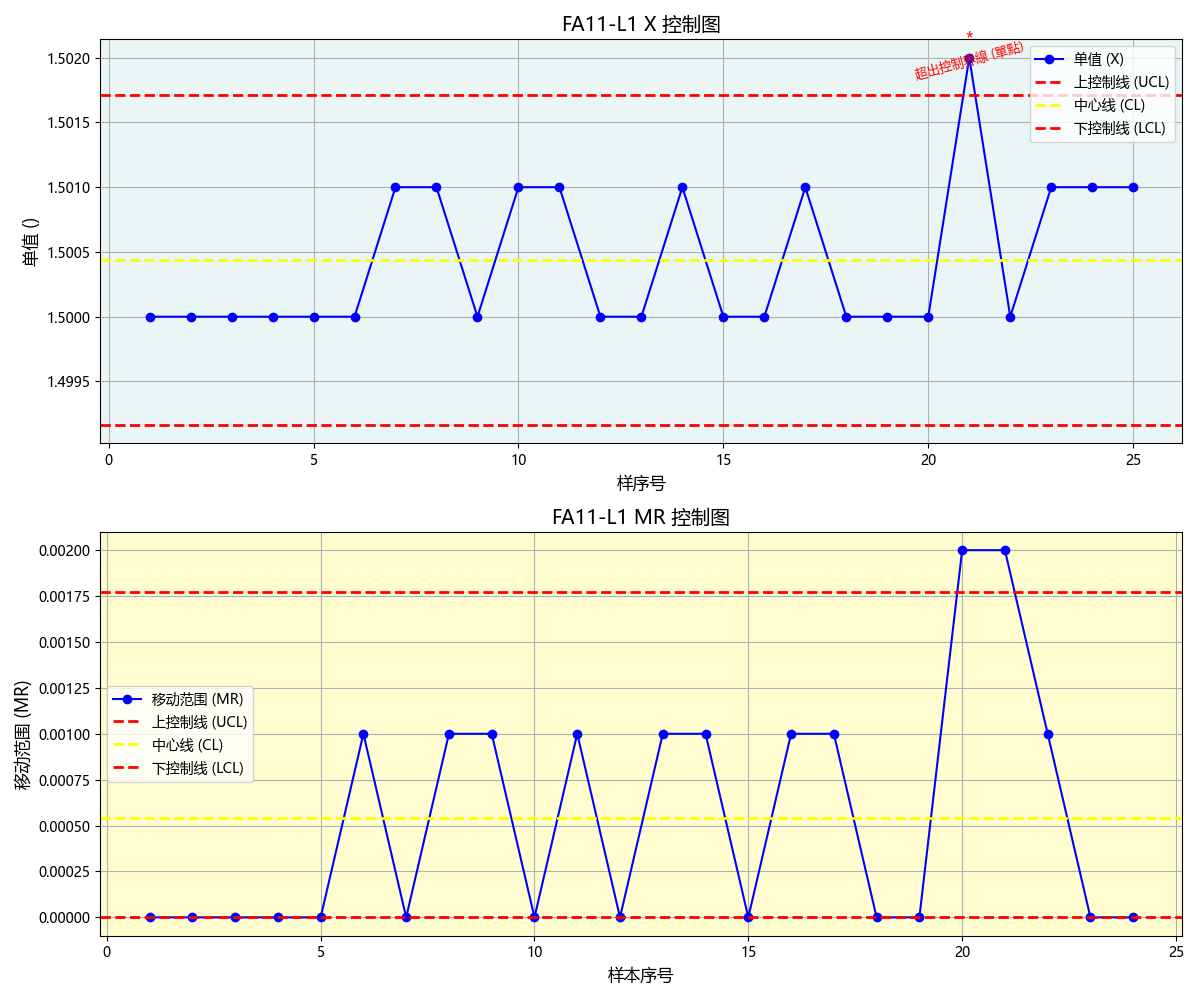 FA11-L1 X 控制图
*
超出控制界線 (單點)
单值 (X)
上控制线 (UCL)
中心线 (CL)
下控制线 (LCL)
单值 ()
1.5020
1.5015
1.5010
1.5005
1.5000
1.4995
0 5 10 15 20 25
样序号
FA11-L1 MR 控制图
移动范围 (MR)
0.00200
0.00175
0.00150
0.00125
0.00100
0.00075
0.00050
0.00025
0.00000
移动范围 (MR)
上控制线 (UCL)
中心线 (CL)
下控制线 (LCL)
0 5 10 15 20 25
样本序号